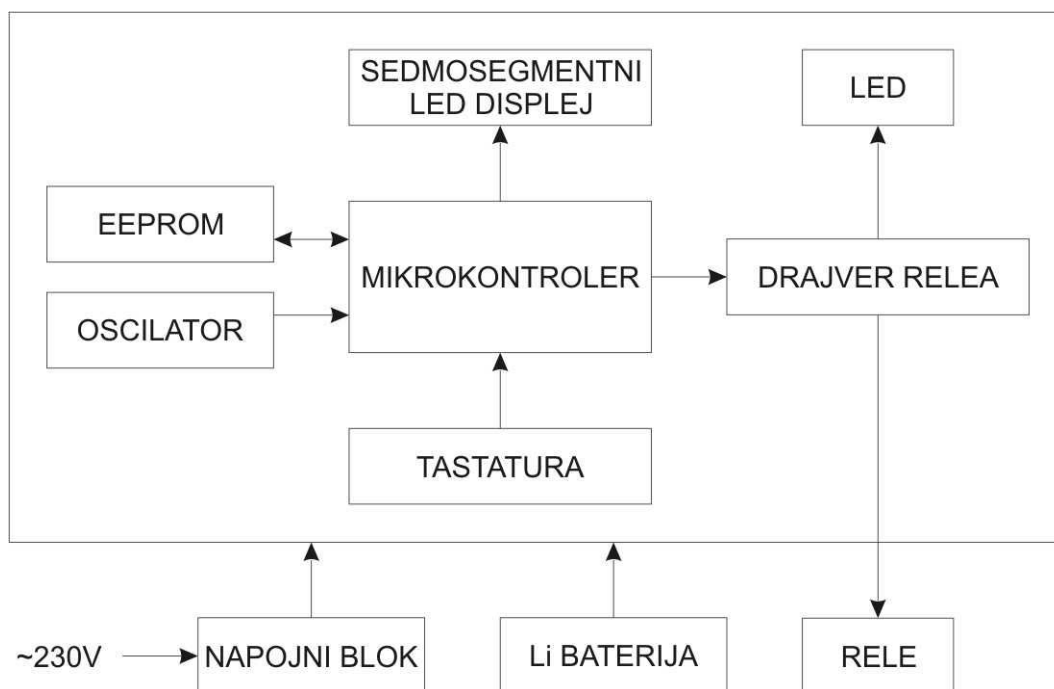 SEDMOSEGMENTNI
LED DISPLEJ
LED
EEPROM
MIKROKONTROLER
DRAJVER RELEA
OSCILATOR
TASTATURA
~230V
NAPOJNI BLOK
Li BATERIJA
RELE